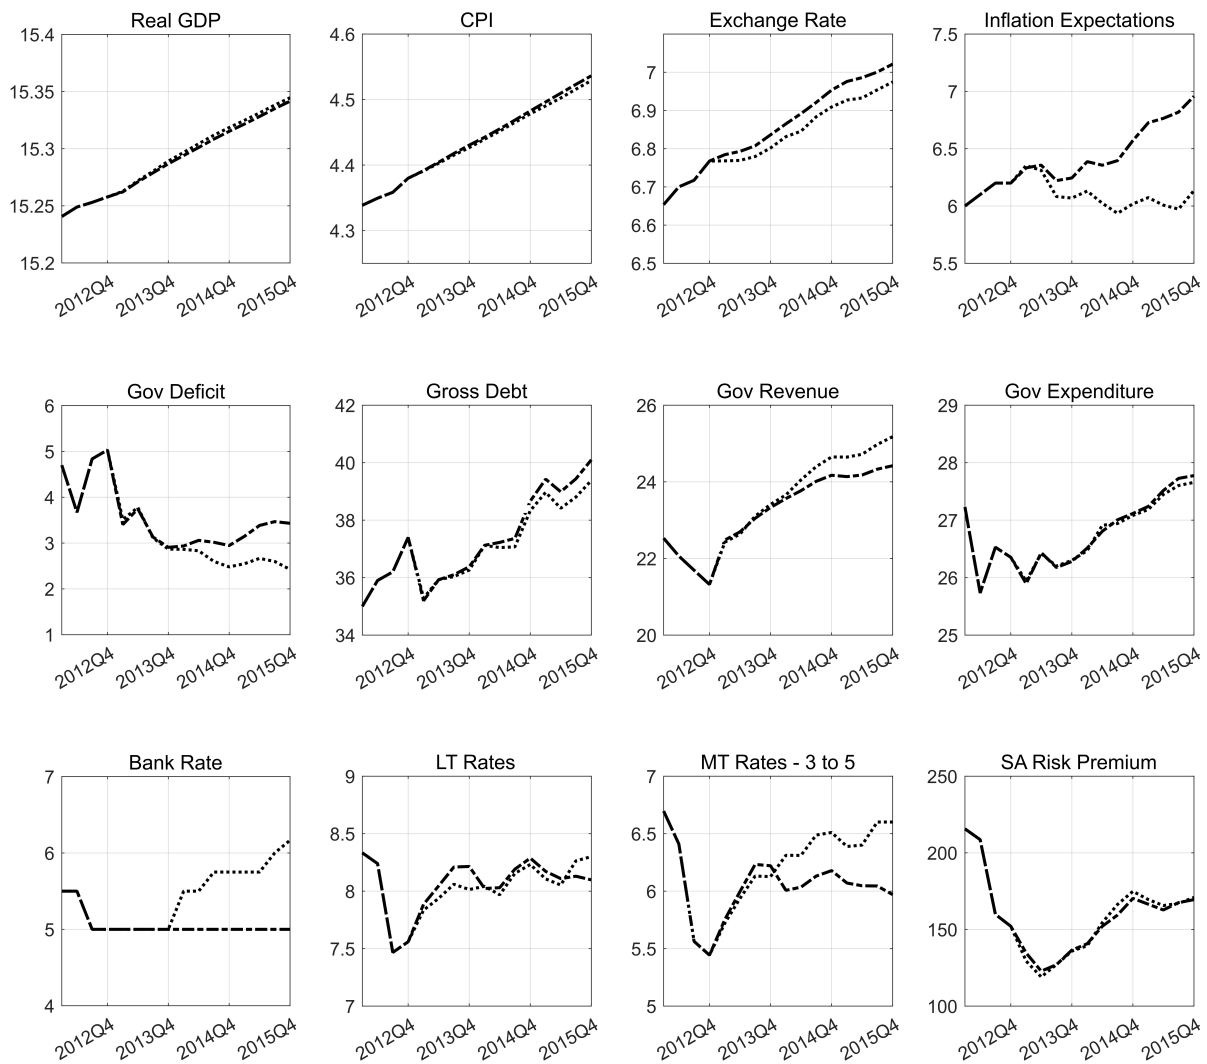 Real GDP
15.4
15.35
15.3
15.25
15.2
2012Q4 2013Q4 2014Q4 2015Q4
CPI
4.6
4.5
4.4
4.3
2012Q4 2013Q4 2014Q4 2015Q4
Exchange Rate
7
6.9
6.8
6.7
6.6
6.5
2012Q4 2013Q4 2014Q4 2015Q4
Inflation Expectations
7.5
7
6.5
6
5.5
2012Q4 2013Q4 2014Q4 2015Q4
Gov Deficit
6
5
4
3
2
1
2012Q4 2013Q4 2014Q4 2015Q4
Gross Debt
42
40
38
36
34
2012Q4 2013Q4 2014Q4 2015Q4
Gov Revenue
26
24
22
20
2012Q4 2013Q4 2014Q4 2015Q4
Gov Expenditure
29
28
27
26
25
2012Q4 2013Q4 2014Q4 2015Q4
Bank Rate
7
6
5
4
2012Q4 2013Q4 2014Q4 2015Q4
LT Rates
9
8.5
8
7.5
7
2012Q4 2013Q4 2014Q4 2015Q4
MT Rates - 3 to 5
7
6.5
6
5.5
5
2012Q4 2013Q4 2014Q4 2015Q4
SA Risk Premium
250
200
150
100
2012Q4 2013Q4 2014Q4 2015Q4